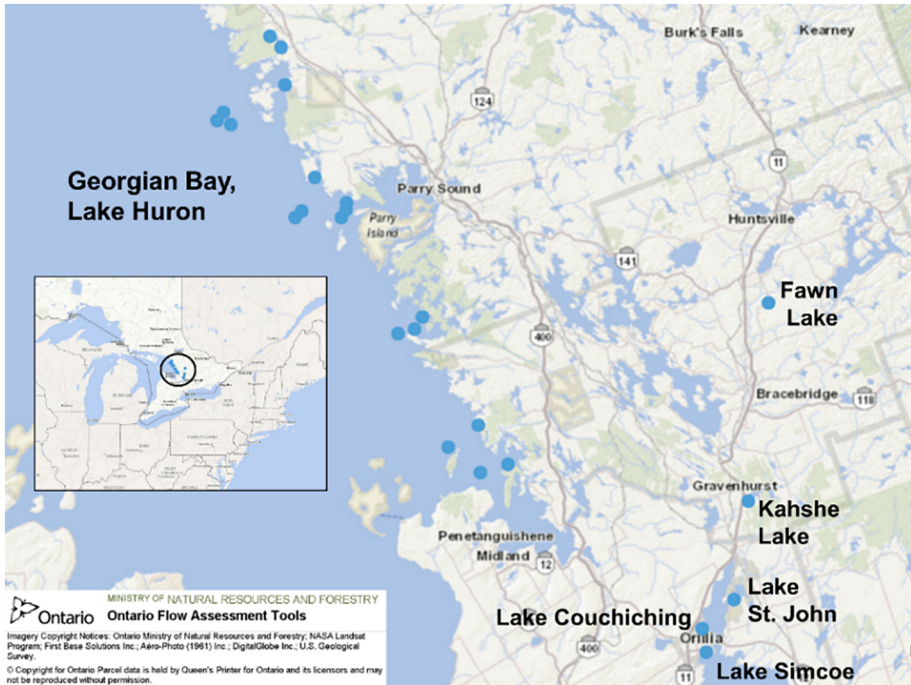 Burk's Falls
Kearney
124
11
Georgian Bay,
Lake Huron
Parry Sound
Parry
Island
Huntsville
141
Fawn
Lake
400
Bracebridge
118
Gravenhurst
Kahshe
Lake
Penetanguishene
Midland
12
Lake
St. John
Lake Couchiching
Orillia
400
11
Lake Simcoe
Ontario
MINISTRY OF NATURAL RESOURCES AND FORESTRY
Ontario Flow Assessment Tools
Imagery Copyright Notices: Ontario Ministry of Natural Resources and Forestry; NASA Landsat
Program; First Base Solutions Inc.; Aéro-Photo (1961) Inc.; DigitalGlobe Inc.; U.S. Geological
Survey.
© Copyright for Ontario Parcel data is held by Queen's Printer for Ontario and its licensors and may
not be reproduced without permission.